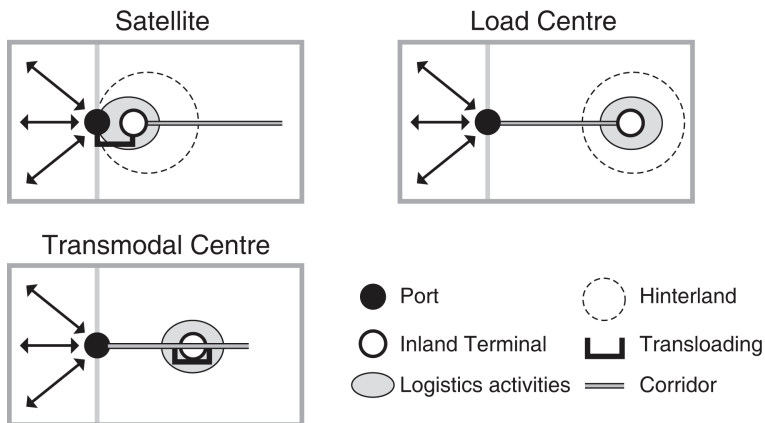 Satellite
Load Centre
Transmodal Centre
Port
Hinterland
Inland Terminal
Transloading
Logistics activities
Corridor